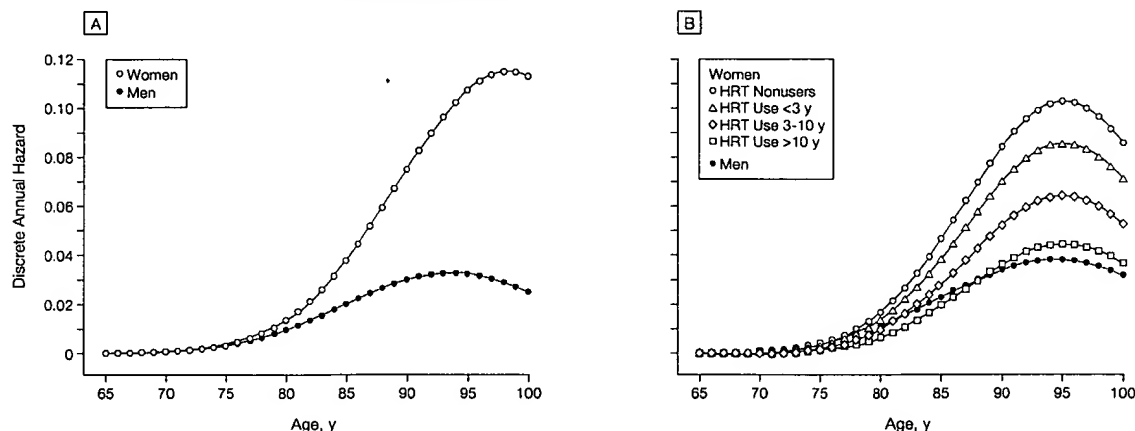 A
Women
Men
Discrete Annual Hazard
0.12
0.10
0.08
0.06
0.04
0.02
0
65 70 75 80 85 90 95 100
Age, y
B
Women
HRT Nonusers
HRT Use <3 y
HRT Use 3-10 y
HRT Use >10 y
Men
65 70 75 80 85 90 95 100
Age, y